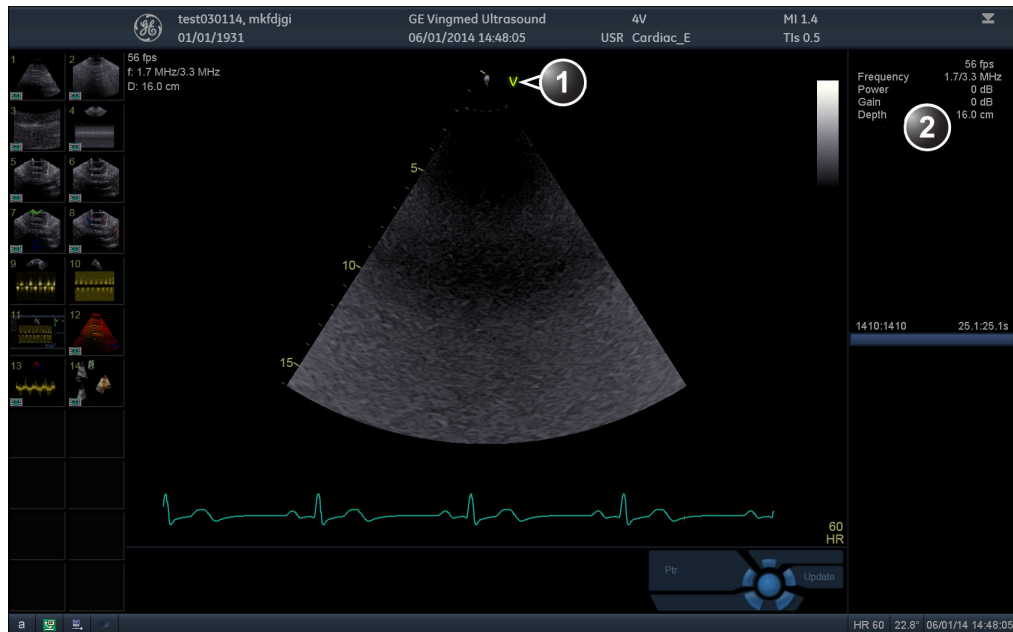 test030114, mkfdjgi GE Vingmed Ultrasound 4V MI 1.4
01/01/1931 06/01/2014 14:48:05 USR Cardiac_E TIs 0.5
56 fps
f: 1.7 MHz/3.3 MHz
D: 16.0 cm
V
1
56 fps
Frequency 1.7/3.3 MHz
Power 0 dB
Gain 0 dB
Depth 16.0 cm
2
1 2
3 4
5 6
7 8
9 10
11 12
13 14
5
10
15
1410:1410 25.1:25.1s
60
HR
Ptr
Update
a
HR 60 22.8° 06/01/14 14:48:05